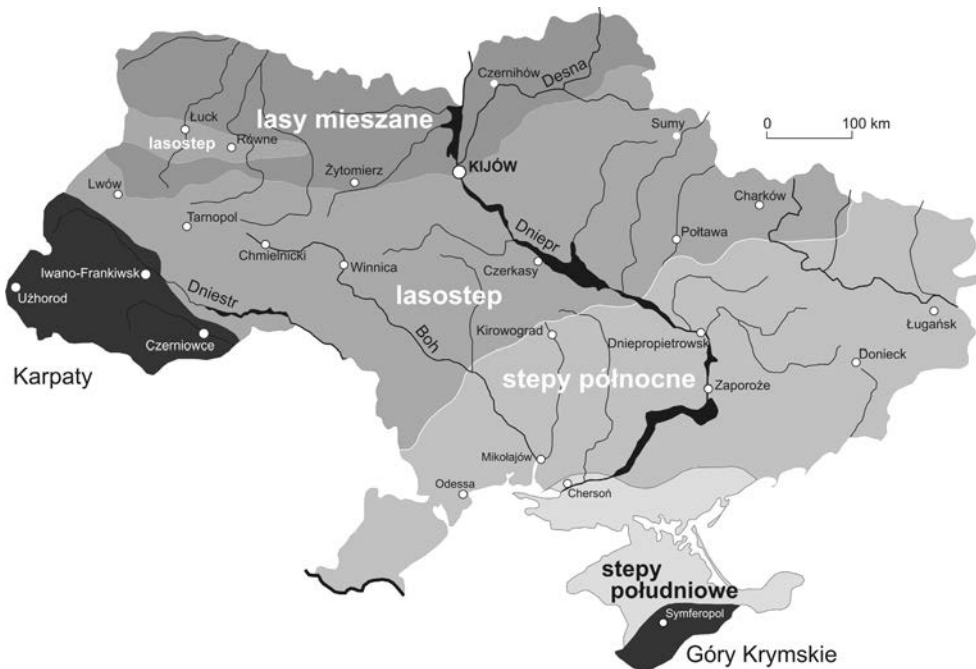 Czernihów
Desna
Łuck
lasy mieszane
Sumy
0 100 km
lasostep
Równe
KIJÓW
Żytomierz
Lwów
Charków
Tarnopol
Dniepr
Połtawa
Chmielnicki
Winnica
Czerkasy
Iwano-Frankiwsk
Użhorod
Dniestr
lasostep
Ługańsk
Czerniowce
Boh
Kirowograd
Dniepropietrowsk
Donieck
Karpaty
stepy północne
Zaporoże
Mikołajów
Odessa
Chersoń
stepy
południowe
Symferopol
Góry Krymskie